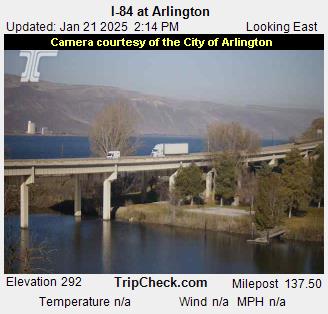 I-84 at Arlington
Updated: Jan 21 2025 2:14 PM Looking East
Camera courtesy of the City of Arlington
Elevation 292 TripCheck.com Milepost 137.50
Temperature n/a Wind n/a MPH n/a